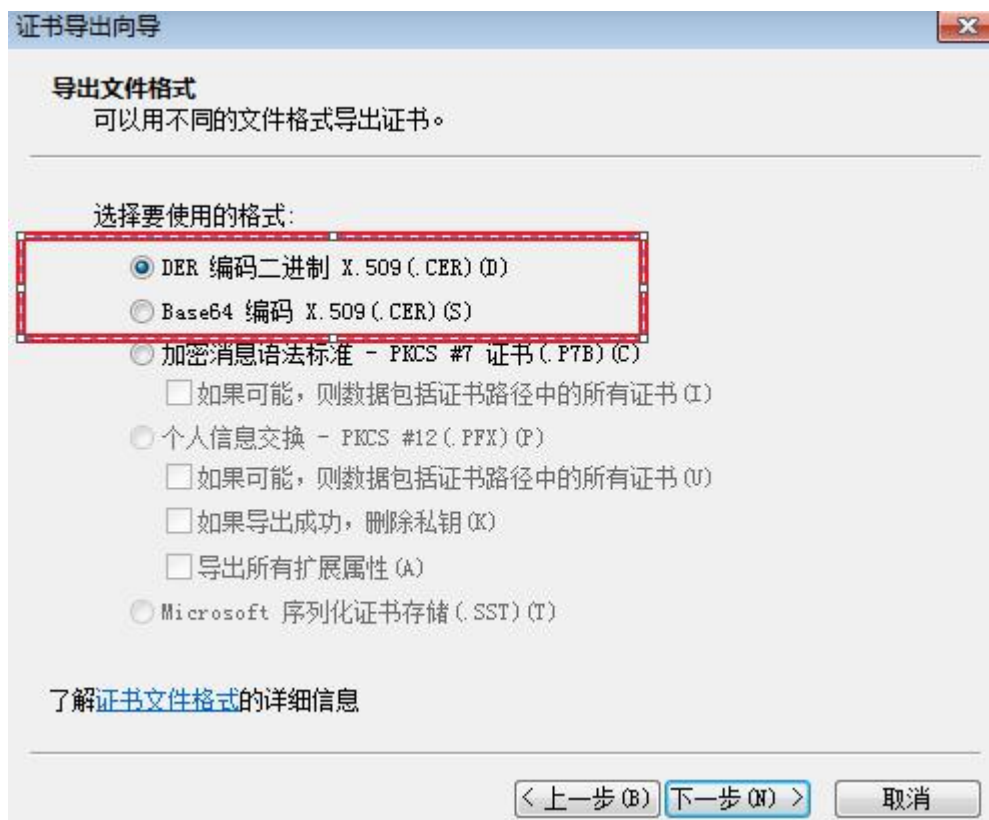 证书导出向导
导出文件格式
可以用不同的文件格式导出证书。
选择要使用的格式:
DER 编码二进制 X.509(.CER)(D)
Base64 编码 X.509(.CER)(S)
加密消息语法标准 - PKCS #7 证书(.P7B)(C)
如果可能，则数据包括证书路径中的所有证书(I)
个人信息交换 - PKCS #12(.PFX)(P)
如果可能，则数据包括证书路径中的所有证书(U)
如果导出成功，删除私钥(K)
导出所有扩展属性(A)
Microsoft 序列化证书存储(.SST)(T)
了解证书文件格式的详细信息
< 上一步(B) 下一步(N) > 取消